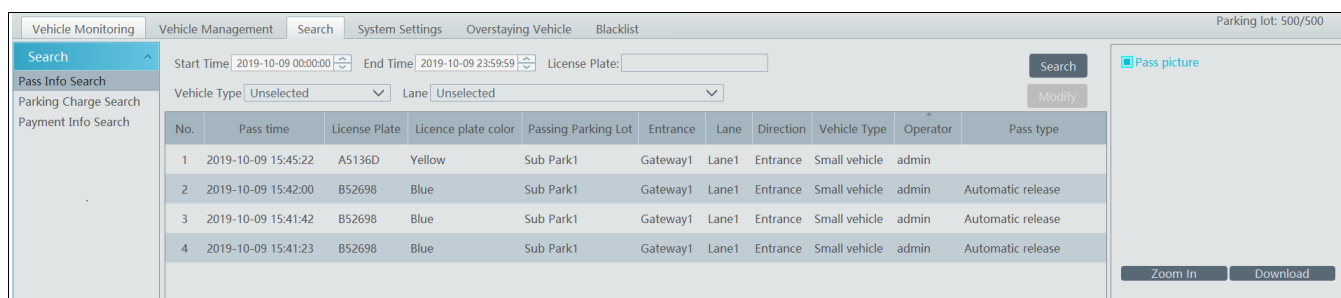 Vehicle Monitoring Vehicle Management Search System Settings Overstaying Vehicle Blacklist Parking lot: 500/500
Search
Pass Info Search
Parking Charge Search
Payment Info Search
Start Time 2019-10-09 00:00:00 End Time 2019-10-09 23:59:59 License Plate: Search
Vehicle Type Unselected Lane Unselected Modify
No. Pass time License Plate Licence plate color Passing Parking Lot Entrance Lane Direction Vehicle Type Operator Pass type
1 2019-10-09 15:45:22 A5136D Yellow Sub Park1 Gateway1 Lane1 Entrance Small vehicle admin
2 2019-10-09 15:42:00 B52698 Blue Sub Park1 Gateway1 Lane1 Entrance Small vehicle admin Automatic release
3 2019-10-09 15:41:42 B52698 Blue Sub Park1 Gateway1 Lane1 Entrance Small vehicle admin Automatic release
4 2019-10-09 15:41:23 B52698 Blue Sub Park1 Gateway1 Lane1 Entrance Small vehicle admin Automatic release
Pass picture
Zoom In Download